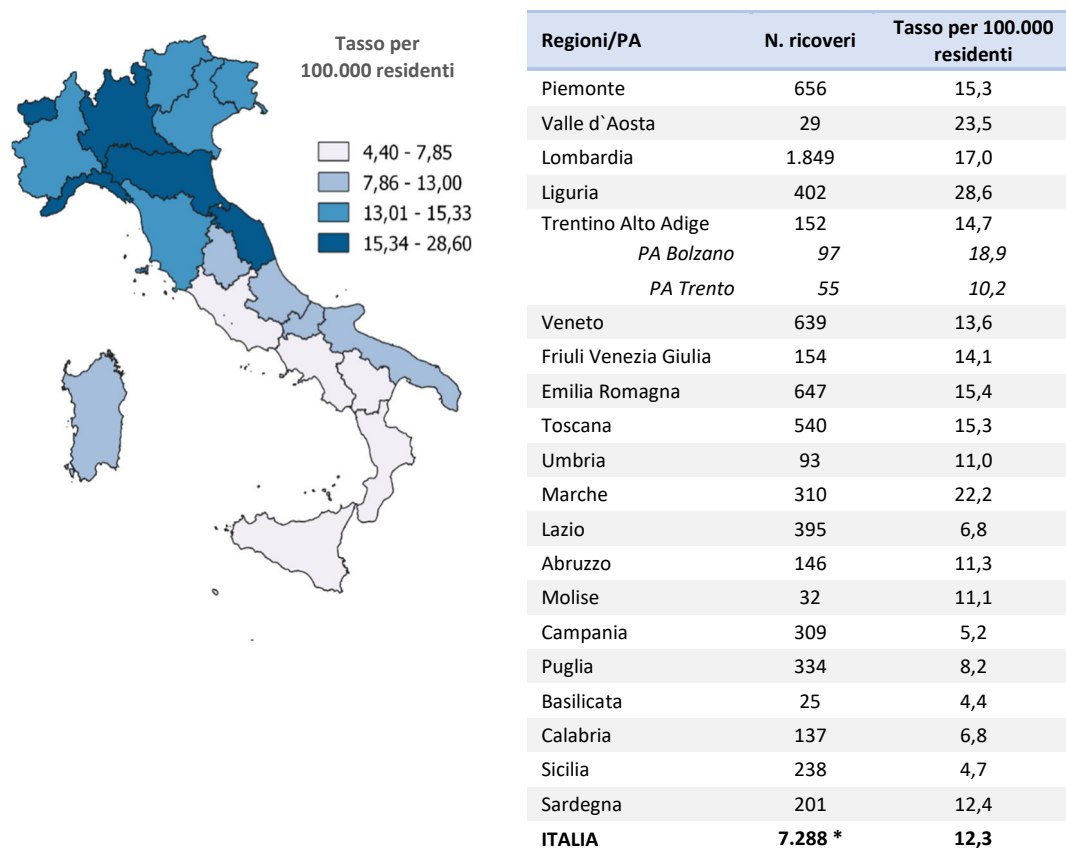 Tasso per
100.000 residenti
4,40 - 7,85
7,86 - 13,00
13,01 - 15,33
15,34 - 28,60
Regioni/PA N. ricoveri Tasso per 100.000 residenti
Piemonte 656 15,3
Valle d`Aosta 29 23,5
Lombardia 1.849 17,0
Liguria 402 28,6
Trentino Alto Adige 152 14,7
PA Bolzano 97 18,9
PA Trento 55 10,2
Veneto 639 13,6
Friuli Venezia Giulia 154 14,1
Emilia Romagna 647 15,4
Toscana 540 15,3
Umbria 93 11,0
Marche 310 22,2
Lazio 395 6,8
Abruzzo 146 11,3
Molise 32 11,1
Campania 309 5,2
Puglia 334 8,2
Basilicata 25 4,4
Calabria 137 6,8
Sicilia 238 4,7
Sardegna 201 12,4
ITALIA 7.288 * 12,3